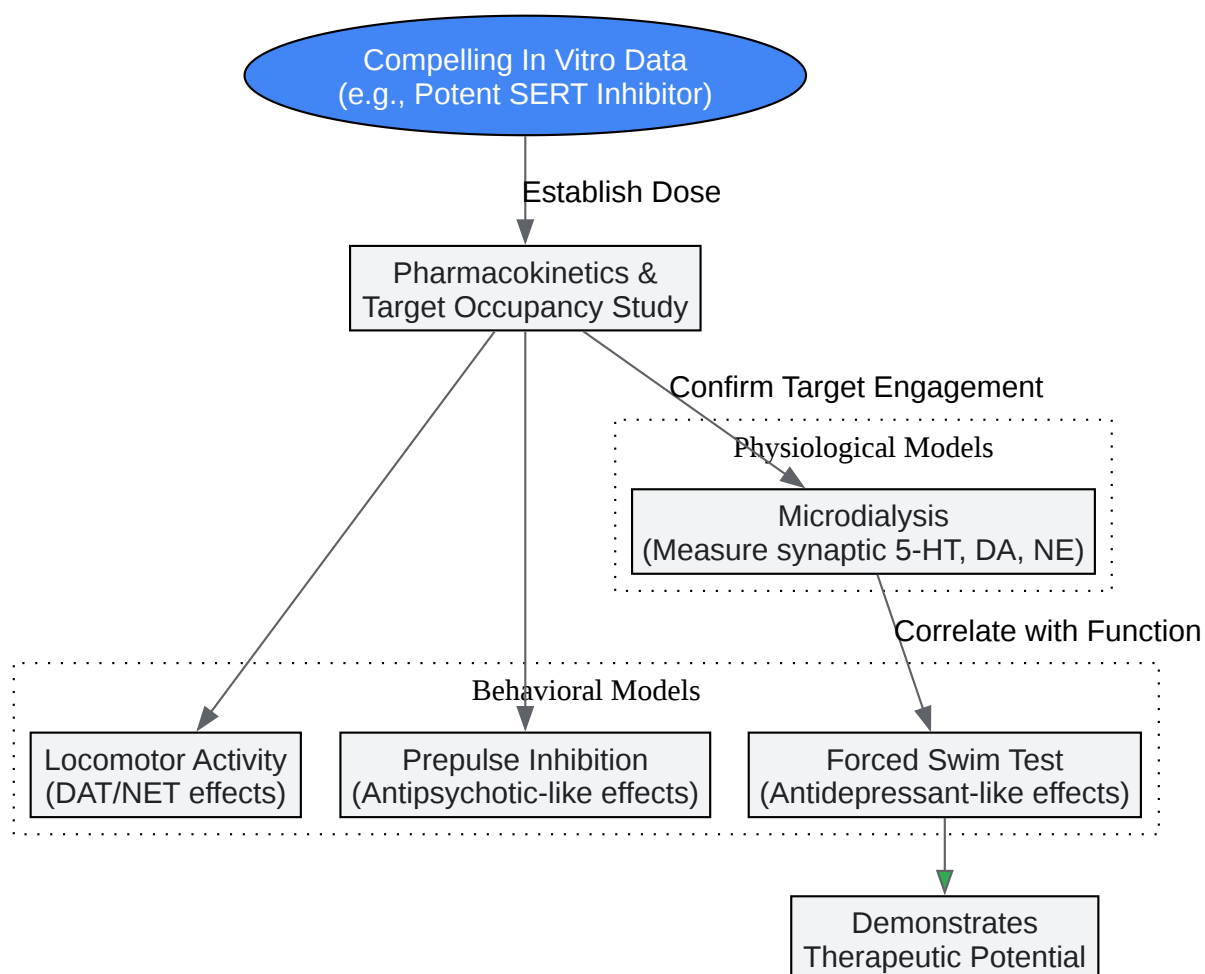 Compelling In Vitro Data
(e.g., Potent SERT Inhibitor)
Establish Dose
Pharmacokinetics &
Target Occupancy Study
Confirm Target Engagement
Physiological Models
Microdialysis
(Measure synaptic 5-HT, DA, NE)
Correlate with Function
Behavioral Models
Locomotor Activity
(DAT/NET effects)
Prepulse Inhibition
(Antipsychotic-like effects)
Forced Swim Test
(Antidepressant-like effects)
Demonstrates
Therapeutic Potential